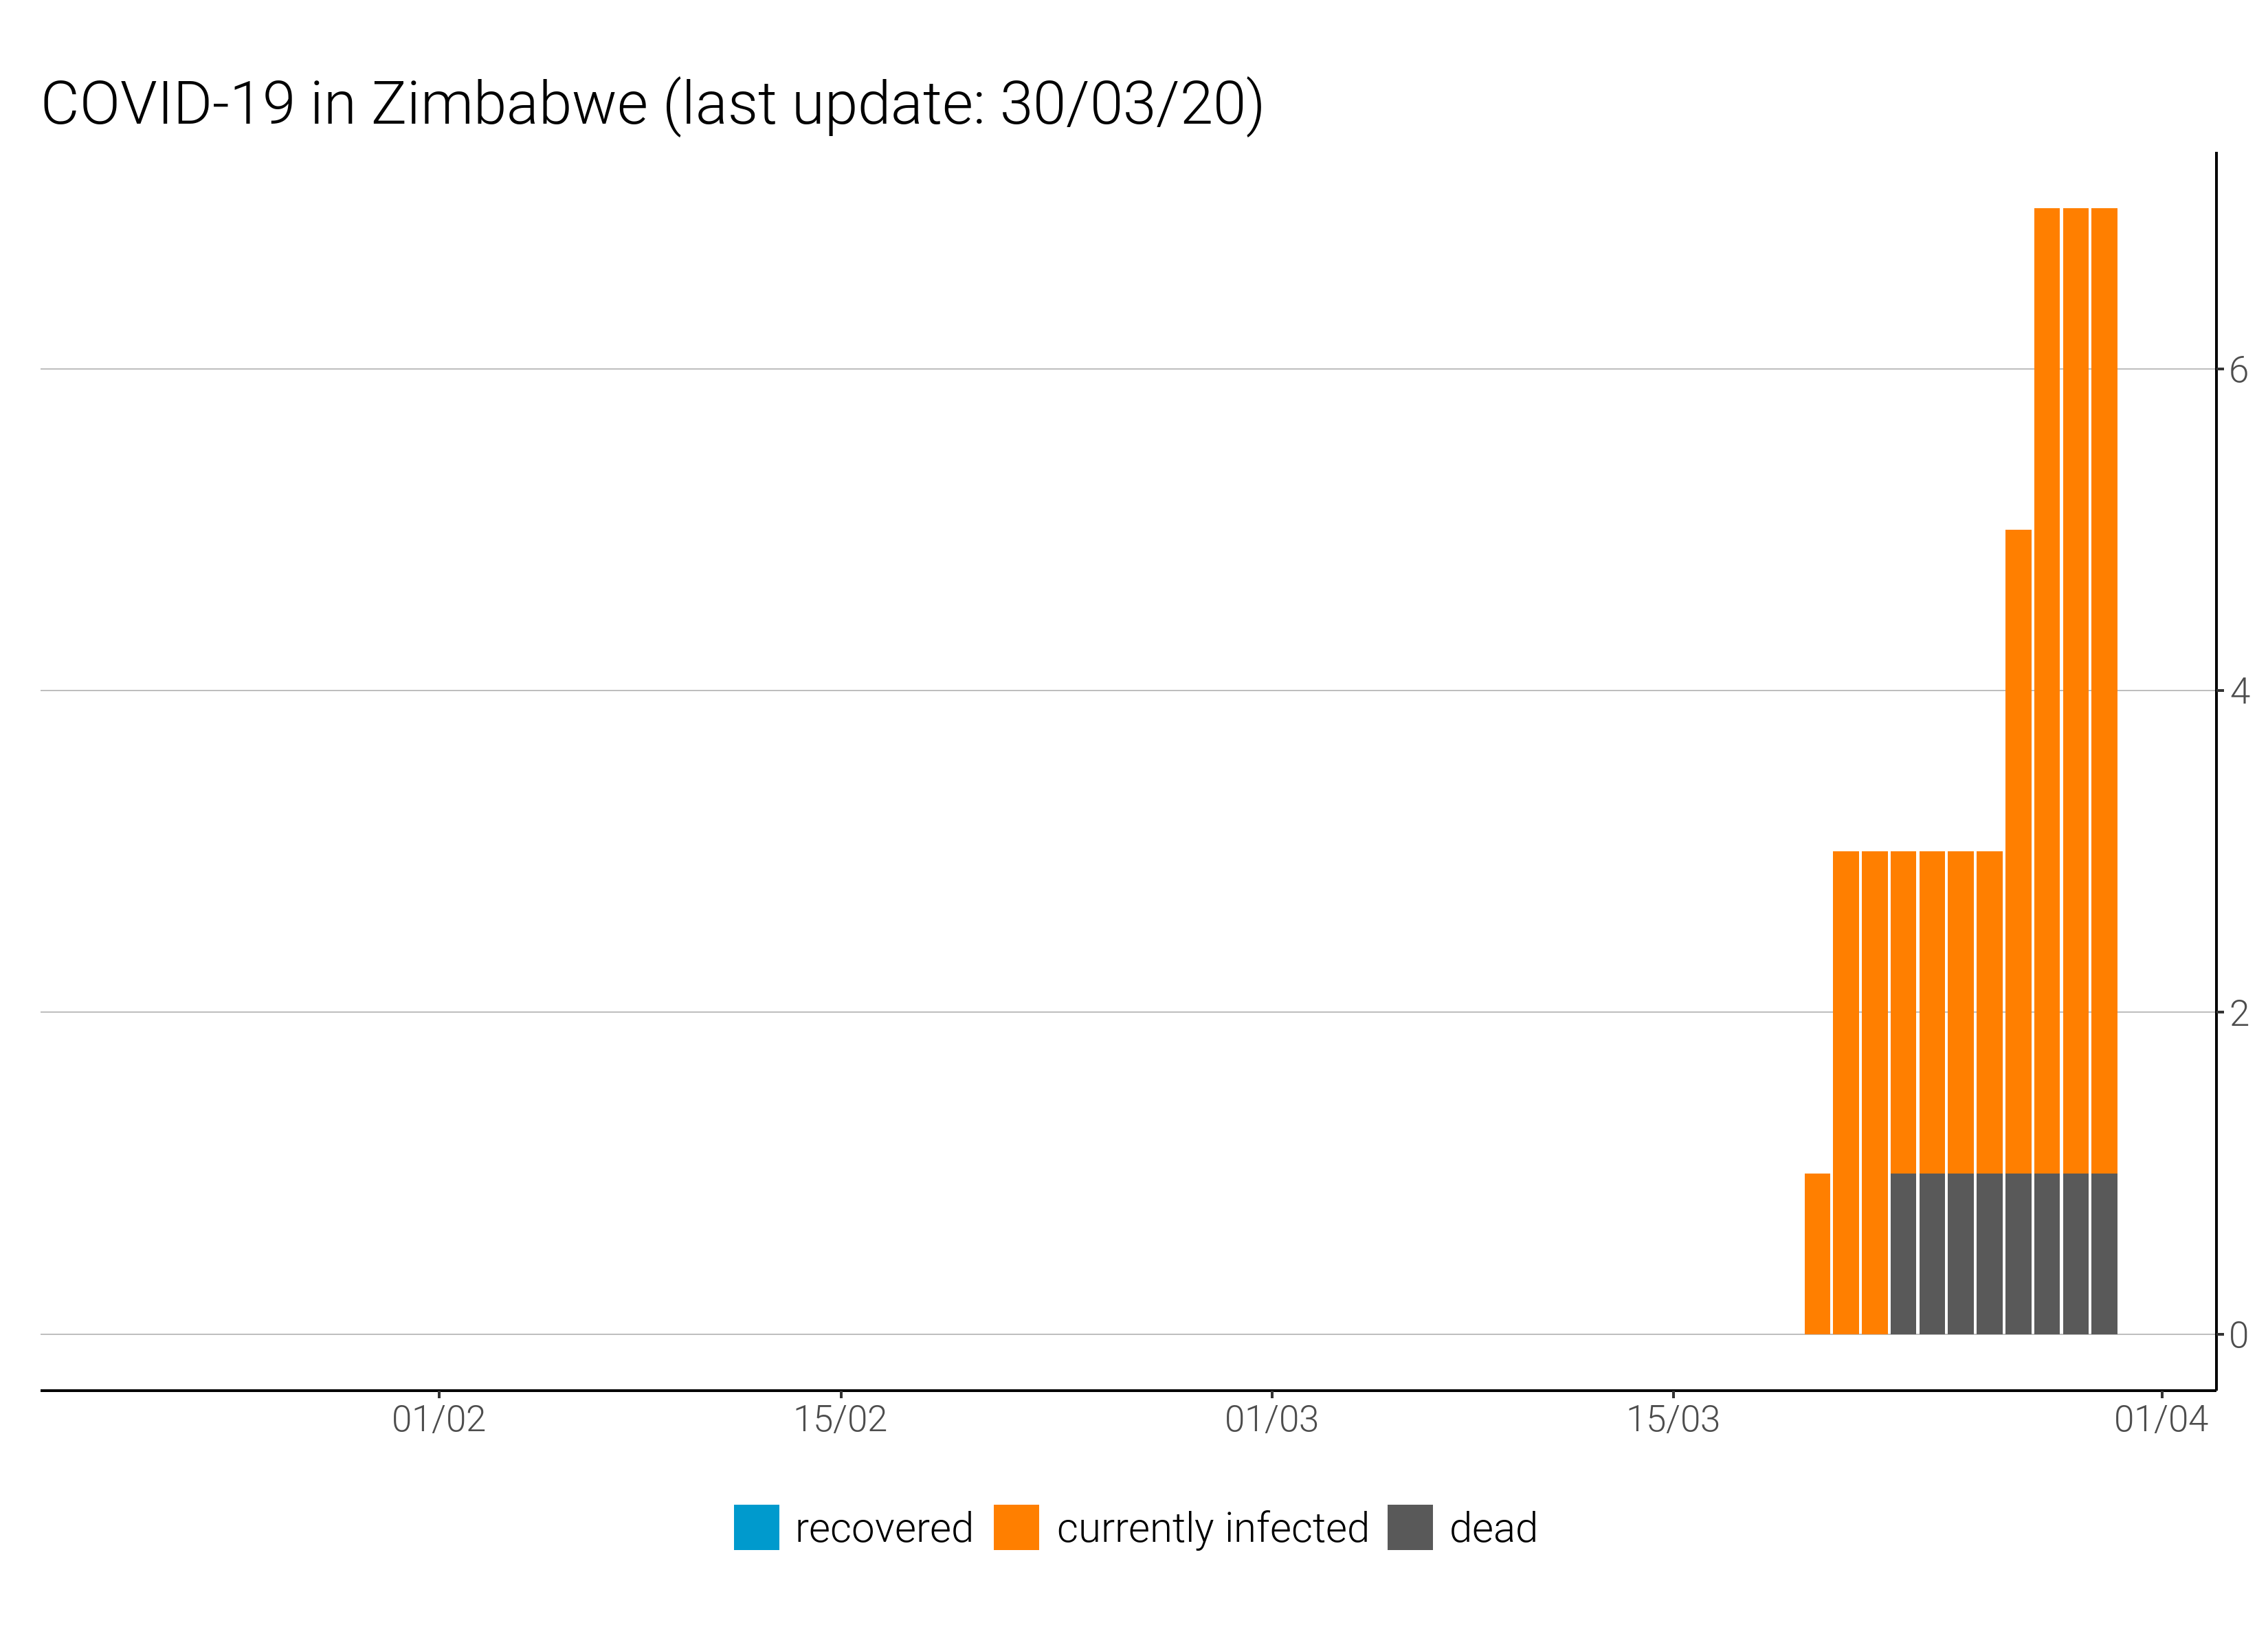 COVID-19 in Zimbabwe (last update: 30/03/20)
6
4
2
0
01/02 15/02 01/03 15/03 01/04
recovered currently infected dead